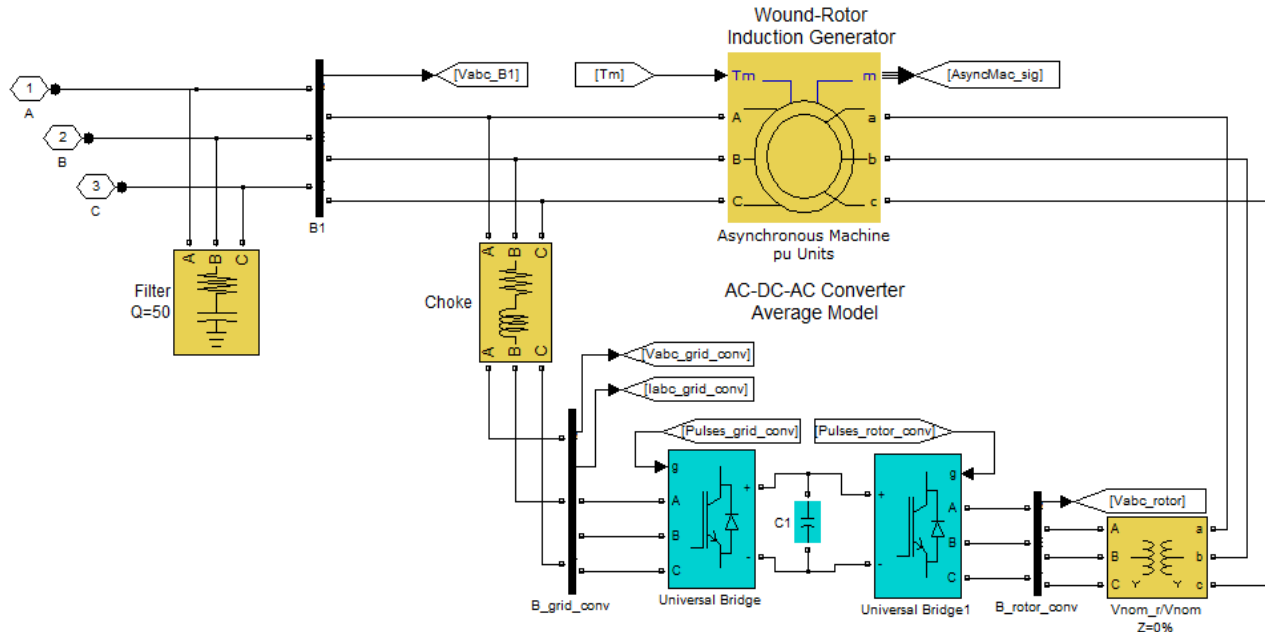 Wound-Rotor
Induction Generator
1
A
[Vabc_B1]
[Tm]
Tm
m
[AsyncMac_sig]
2
B
3
C
A
B
C
a
b
c
B1
Asynchronous Machine
pu Units
A B C
Filter
Q=50
A B C
Choke
A B C
AC-DC-AC Converter
Average Model
[Vabc_grid_conv]
[Iabc_grid_conv]
[Pulses_grid_conv]
[Pulses_rotor_conv]
g
A
B
C
+
-
C1
+
-
g
A
B
C
[Vabc_rotor]
A
B
C
a
b
c
Y Y
B_grid_conv
Universal Bridge
Universal Bridge1
B_rotor_conv
Vnom_r/Vnom
Z=0%